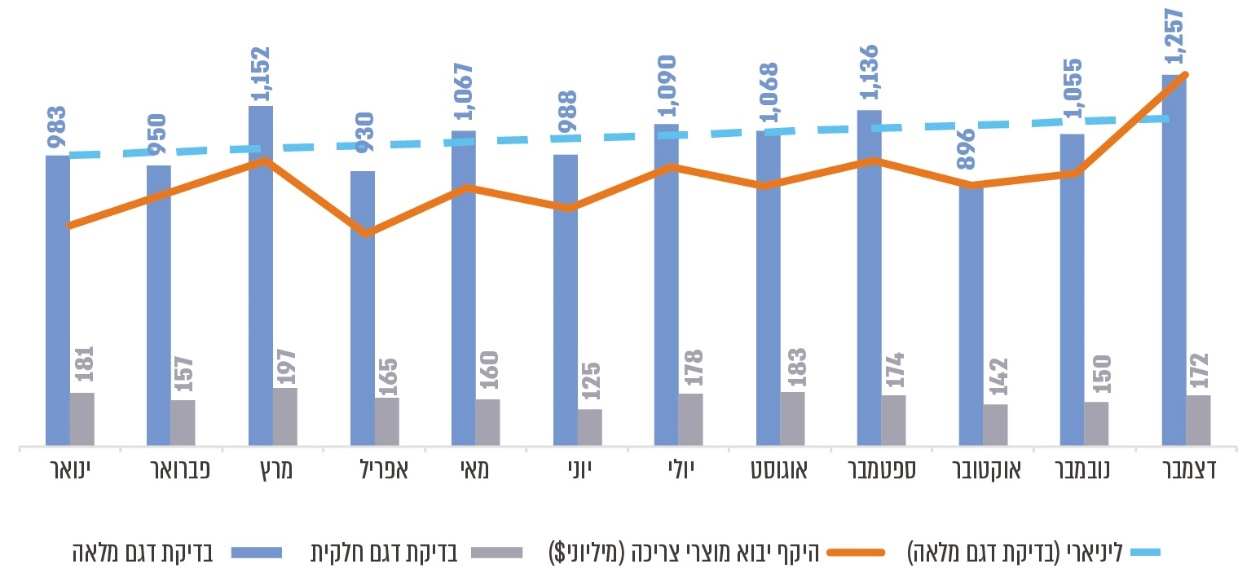 983 950 1,152 930 1,067 988 1,090 1,068 1,136 896 1,055 1,257
181 157 197 165 160 125 178 183 174 142 150 172
ינואר פברואר מרץ אפריל מאי יוני יולי אוגוסט ספטמבר אוקטובר נובמבר דצמבר
ליניארי (בדיקת דגם מלאה) היקף יבוא מוצרי צריכה (מיליוני$) בדיקת דגם חלקית בדיקת דגם מלאה